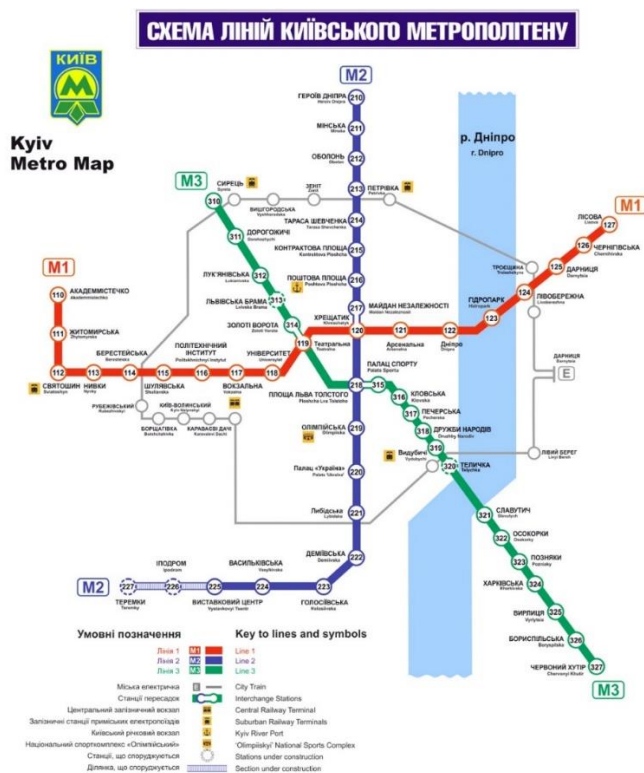 СХЕМА ЛІНІЙ КИЇВСЬКОГО МЕТРОПОЛІТЕНУ
КИЇВ
М
Kyiv
Metro Map
M2
210
ГЕРОЇВ ДНІПРА
211
МІНСЬКА
212
ОБОЛОНЬ
213
ПЕТРІВКА
214
ТАРАСА ШЕВЧЕНКА
215
КОНТРАКТОВА ПЛОЩА
216
ПОШТОВА ПЛОЩА
217
МАЙДАН НЕЗАЛЕЖНОСТІ
р. Дніпро
r. Dnipro
M3
310
СИРЕЦЬ
ЗЕНІТ
ВИШГОРОДСЬКА
311
ДОРОГОЖИЧІ
312
ЛУК'ЯНІВСЬКА
313
ЛЬВІВСЬКА БРАМА
314
ЗОЛОТІ ВОРОТА
M1
127
ЛІСОВА
126
ЧЕРНІГІВСЬКА
125
ДАРНИЦЯ
ТРОЄЩИНА
124
ЛІВОБЕРЕЖНА
123
ГІДРОПАРК
122
Дніпро
121
Арсенальна
120
ХРЕЩАТИК
119
Театральна
118
УНІВЕРСИТЕТ
117
ВОКЗАЛЬНА
116
ПОЛІТЕХНІЧНИЙ
ІНСТИТУТ
115
ШУЛЯВСЬКА
114
БЕРЕСТЕЙСЬКА
113
НИВКИ
112
СВЯТОШИН
111
ЖИТОМИРСЬКА
110
АКАДЕММІСТЕЧКО
M1
ДАРНИЦЯ
E
РУБЕЖІВСЬКИЙ
КИЇВ-ВОЛИНСЬКИЙ
БОРЩАГІВКА
КАРАВАЕВІ ДАЧІ
218
ПЛОЩА ЛЬВА ТОЛСТОГО
315
ПАЛАЦ СПОРТУ
316
КЛОВСЬКА
317
ПЕЧЕРСЬКА
318
ДРУЖБИ НАРОДІВ
319
Видубичі
320
ТЕЛИЧКА
ЛІВИЙ БЕРЕГ
321
СЛАВУТИЧ
322
ОСОКОРКИ
323
ПОЗНЯКИ
324
ХАРКІВСЬКА
325
ВИРЛИЦЯ
326
БОРИСПІЛЬСЬКА
327
ЧЕРВОНИЙ ХУТІР
M3
219
ОЛІМПІЙСЬКА
220
Палац «Україна»
221
Либідська
222
ДЕМІЇВСЬКА
223
ГОЛОСІЇВСЬКА
224
ВАСИЛЬКІВСЬКА
225
ВИСТАВКОВИЙ ЦЕНТР
226
ІПОДРОМ
227
ТЕРЕМКИ
M2
Умовні позначення Key to lines and symbols
Лінія 1 M1 Line 1
Лінія 2 M2 Line 2
Лінія 3 M3 Line 3
Міська електричка E City Train
Станції пересадок Interchange Stations
Центральний залізничний вокзал Central Railway Terminal
Залізничні станції приміських електропоїздів Suburban Railway Terminals
Київський річковий вокзал Kyiv River Port
Національний спорткомплекс «Олімпійський» 'Olimpiiskyi' National Sports Complex
Станції, що споруджуються Stations under construction
Ділянка, що споруджується Section under construction